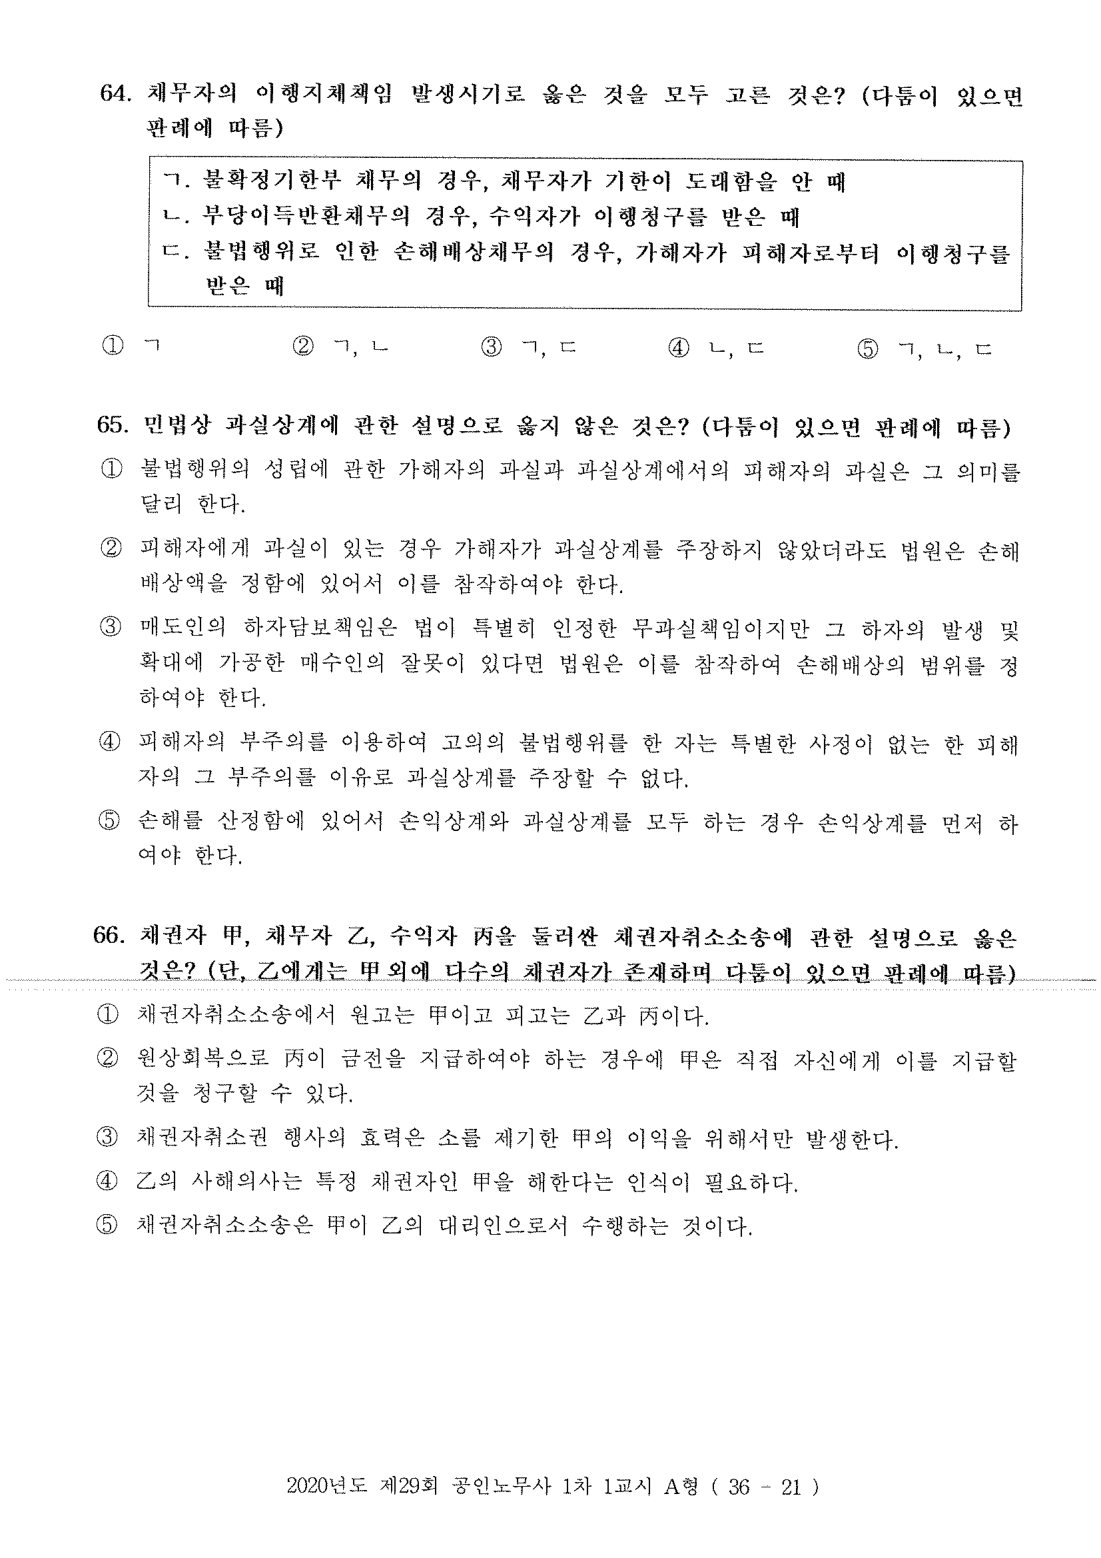 64. 채무자의 이행지체책임 발생시기로 옳은 것을 모두 고른 것은? (다툼이 있으면
판례에 따름)
ㄱ. 불확정기한부 채무의 경우, 채무자가 기한이 도래함을 안 때
ㄴ. 부당이득반환채무의 경우, 수익자가 이행청구를 받은 때
ㄷ. 불법행위로 인한 손해배상채무의 경우, 가해자가 피해자로부터 이행청구를
받은 때
① ㄱ ② ㄱ, ㄴ ③ ㄱ, ㄷ ④ ㄴ, ㄷ ⑤ ㄱ, ㄴ, ㄷ
65. 민법상 과실상계에 관한 설명으로 옳지 않은 것은? (다툼이 있으면 판례에 따름)
① 불법행위의 성립에 관한 가해자의 과실과 과실상계에서의 피해자의 과실은 그 의미를
달리 한다.
② 피해자에게 과실이 있는 경우 가해자가 과실상계를 주장하지 않았더라도 법원은 손해
배상액을 정함에 있어서 이를 참작하여야 한다.
③ 매도인의 하자담보책임은 법이 특별히 인정한 무과실책임이지만 그 하자의 발생 및
확대에 가공한 매수인의 잘못이 있다면 법원은 이를 참작하여 손해배상의 범위를 정
하여야 한다.
④ 피해자의 부주의를 이용하여 고의의 불법행위를 한 자는 특별한 사정이 없는 한 피해
자의 그 부주의를 이유로 과실상계를 주장할 수 없다.
⑤ 손해를 산정함에 있어서 손익상계와 과실상계를 모두 하는 경우 손익상계를 먼저 하
여야 한다.
66. 채권자 甲, 채무자 乙, 수익자 丙을 둘러싼 채권자취소소송에 관한 설명으로 옳은
것은? (단, 乙에게는 甲 외에 다수의 채권자가 존재하며 다툼이 있으면 판례에 따름)
① 채권자취소소송에서 원고는 甲이고 피고는 乙과 丙이다.
② 원상회복으로 丙이 금전을 지급하여야 하는 경우에 甲은 직접 자신에게 이를 지급할
것을 청구할 수 있다.
③ 채권자취소권 행사의 효력은 소를 제기한 甲의 이익을 위해서만 발생한다.
④ 乙의 사해의사는 특정 채권자인 甲을 해한다는 인식이 필요하다.
⑤ 채권자취소소송은 甲이 乙의 대리인으로서 수행하는 것이다.
2020년도 제29회 공인노무사 1차 1교시 A형 ( 36 - 21 )